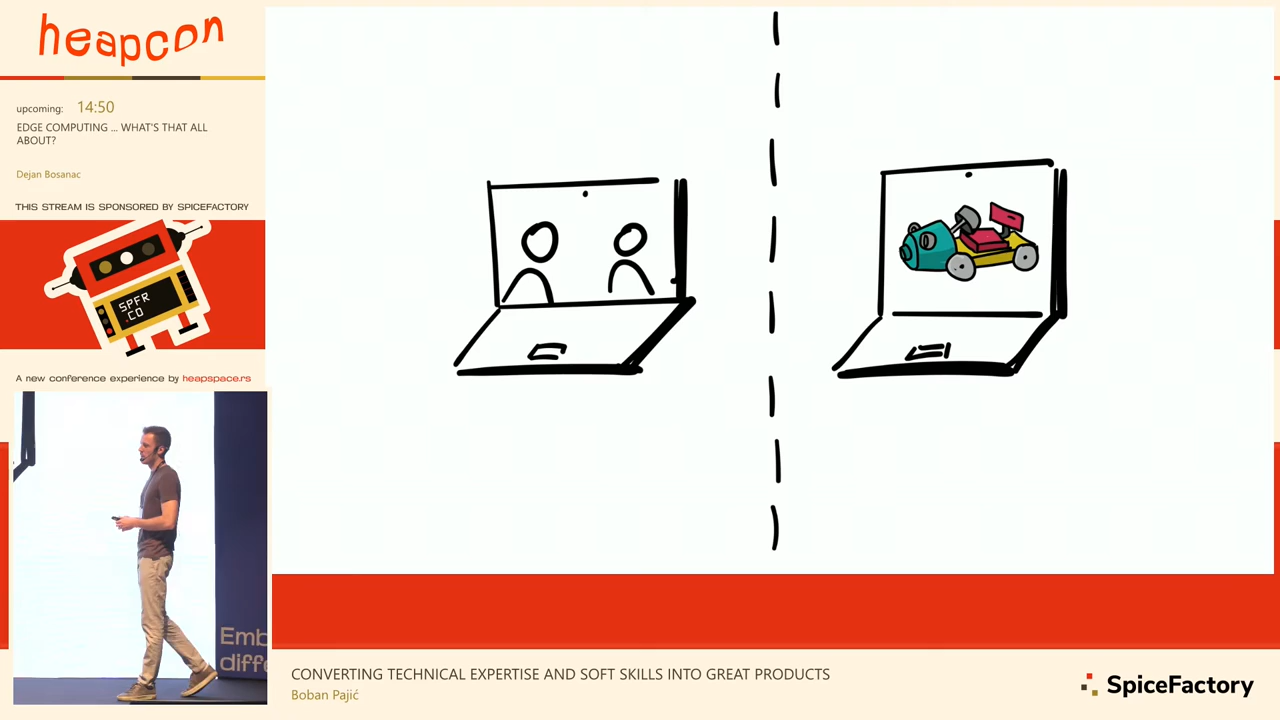 heapcon
upcoming: 14:50
EDGE COMPUTING ... WHAT'S THAT ALL
ABOUT?
Dejan Bosanac
THIS STREAM IS SPONSORED BY SPICEFACTORY
SPFR
.CO
A new conference experience by heapspace.rs
Emb
diffe
CONVERTING TECHNICAL EXPERTISE AND SOFT SKILLS INTO GREAT PRODUCTS
Boban Pajić
SpiceFactory